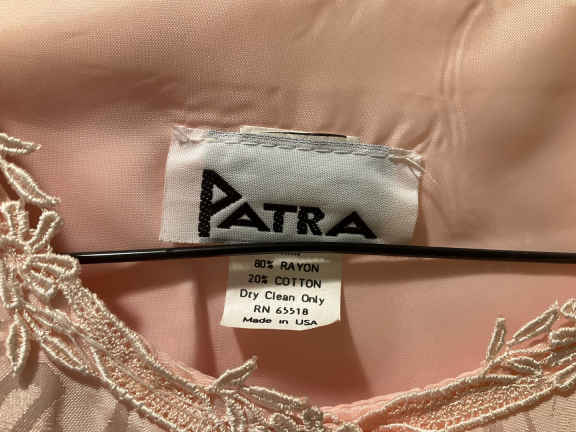 PATRA
80% RAYON
20% COTTON
Dry Clean Only
RN 65518
Made in USA